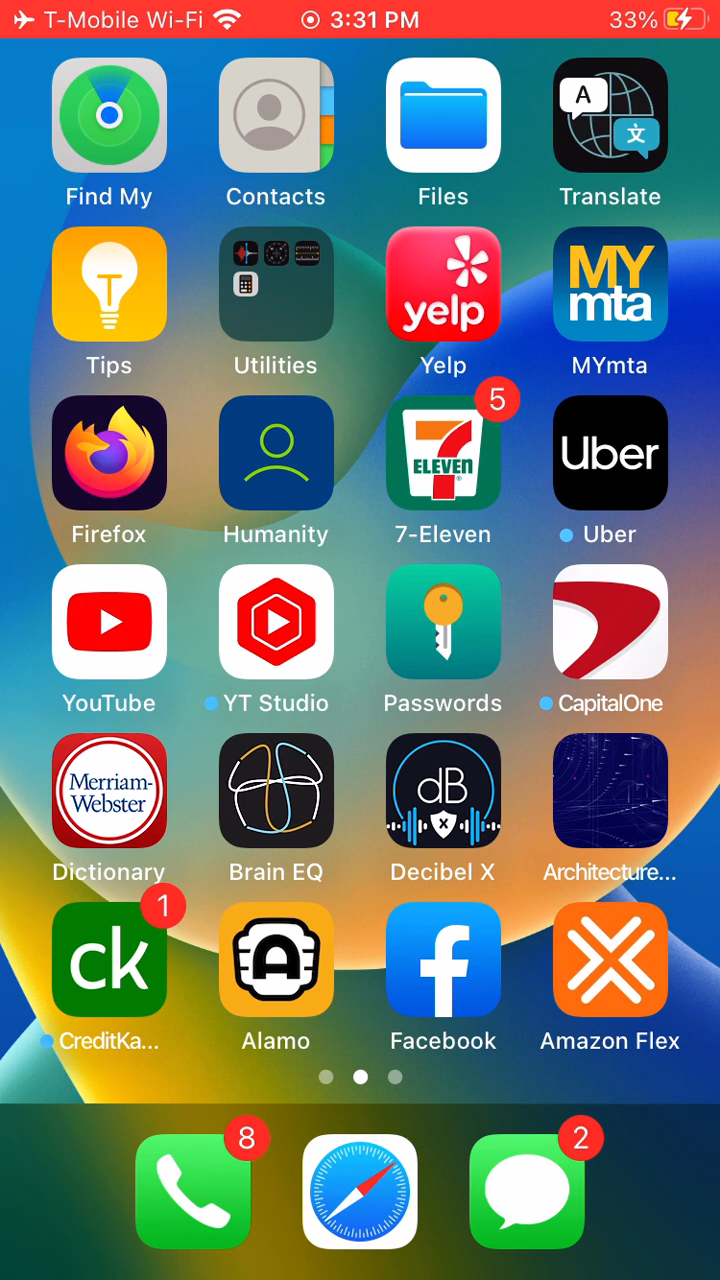 T-Mobile Wi-Fi 3:31 PM 33%
A 文
Find My Contacts Files Translate
T yelp MY
mta
Tips Utilities Yelp MYmta
5
ELEVEN Uber
Firefox Humanity 7-Eleven Uber
YouTube YT Studio Passwords CapitalOne
Merriam-
Webster dB
X
Dictionary Brain EQ Decibel X Architecture...
1
ck A f
CreditKa... Alamo Facebook Amazon Flex
8 2